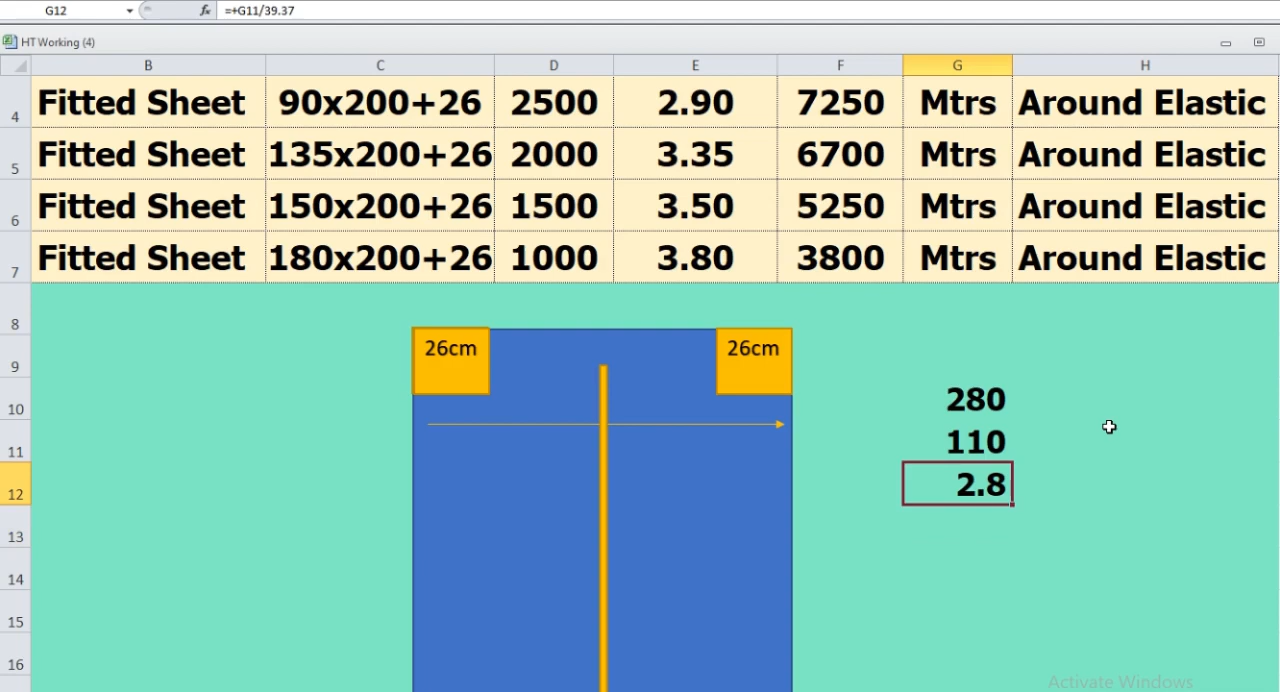 G12 fx =+G11/39.37
HT Working (4)
B C D E F G H
4 Fitted Sheet 90x200+26 2500 2.90 7250 Mtrs Around Elastic
5 Fitted Sheet 135x200+26 2000 3.35 6700 Mtrs Around Elastic
6 Fitted Sheet 150x200+26 1500 3.50 5250 Mtrs Around Elastic
7 Fitted Sheet 180x200+26 1000 3.80 3800 Mtrs Around Elastic
8
9 26cm 26cm
10 280
11 110
12 2.8
13
14
15
16
Activate Windows